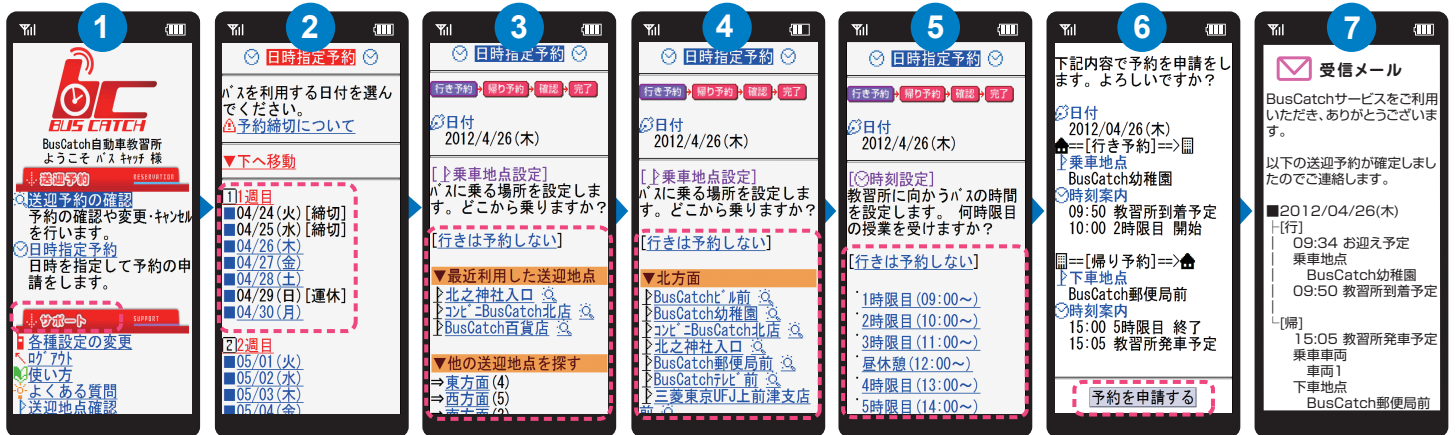 1
BUS CATCH
BusCatch自動車教習所
ようこそ バス キャッチ 様
送迎予約 RESERVATION
送迎予約の確認
予約の確認や変更・キャンセル
を行います。
日時指定予約
日時を指定して予約の申
請をします。
サポート SUPPORT
各種設定の変更
ログアウト
使い方
よくある質問
送迎地点確認
2
日時指定予約
バスを利用する日付を選ん
でください。
予約締切について
▼下へ移動
1 1週目
■04/24(火)[締切]
■04/25(水)[締切]
■04/26(木)
■04/27(金)
■04/28(土)
■04/29(日)[運休]
■04/30(月)
2 2週目
■05/01(火)
■05/02(水)
■05/03(木)
■05/04(金)
3
日時指定予約
行き予約 帰り予約 確認 完了
日付
2012/4/26(木)
[乗車地点設定]
バスに乗る場所を設定しま
す。どこから乗りますか?
[行きは予約しない]
▼最近利用した送迎地点
北之神社入口
コンビニBusCatch北店
BusCatch百貨店
▼他の送迎地点を探す
⇒東方面(4)
⇒西方面(5)
⇒南方面(2)
4
日時指定予約
行き予約 帰り予約 確認 完了
日付
2012/4/26(木)
[乗車地点設定]
バスに乗る場所を設定しま
す。どこから乗りますか?
[行きは予約しない]
▼北方面
BusCatchビル前
BusCatch幼稚園
コンビニBusCatch北店
北之神社入口
BusCatch郵便局前
BusCatchテレビ前
三菱東京UFJ上前津支店
前
5
日時指定予約
行き予約 帰り予約 確認 完了
日付
2012/4/26(木)
[時刻設定]
教習所に向かうバスの時間
を設定します。 何時限目
の授業を受けますか?
[行きは予約しない]
1時限目(09:00〜)
2時限目(10:00〜)
3時限目(11:00〜)
昼休憩(12:00〜)
4時限目(13:00〜)
5時限目(14:00〜)
6
下記内容で予約を申請をし
ます。よろしいですか?
日付
2012/04/26(木)
==[行き予約]==>
乗車地点
BusCatch幼稚園
時刻案内
09:50 教習所到着予定
10:00 2時限目 開始
==[帰り予約]==>
下車地点
BusCatch郵便局前
時刻案内
15:00 5時限目 終了
15:05 教習所発車予定
予約を申請する
7
受信メール
BusCatchサービスをご利用
いただき、ありがとうございま
す。
以下の送迎予約が確定しまし
たのでご連絡します。
■2012/04/26(木)
├[行]
│ 09:34 お迎え予定
│ 乗車地点
│ BusCatch幼稚園
│ 09:50 教習所到着予定
│
└[帰]
15:05 教習所発車予定
乗車車両
車両1
下車地点
BusCatch郵便局前